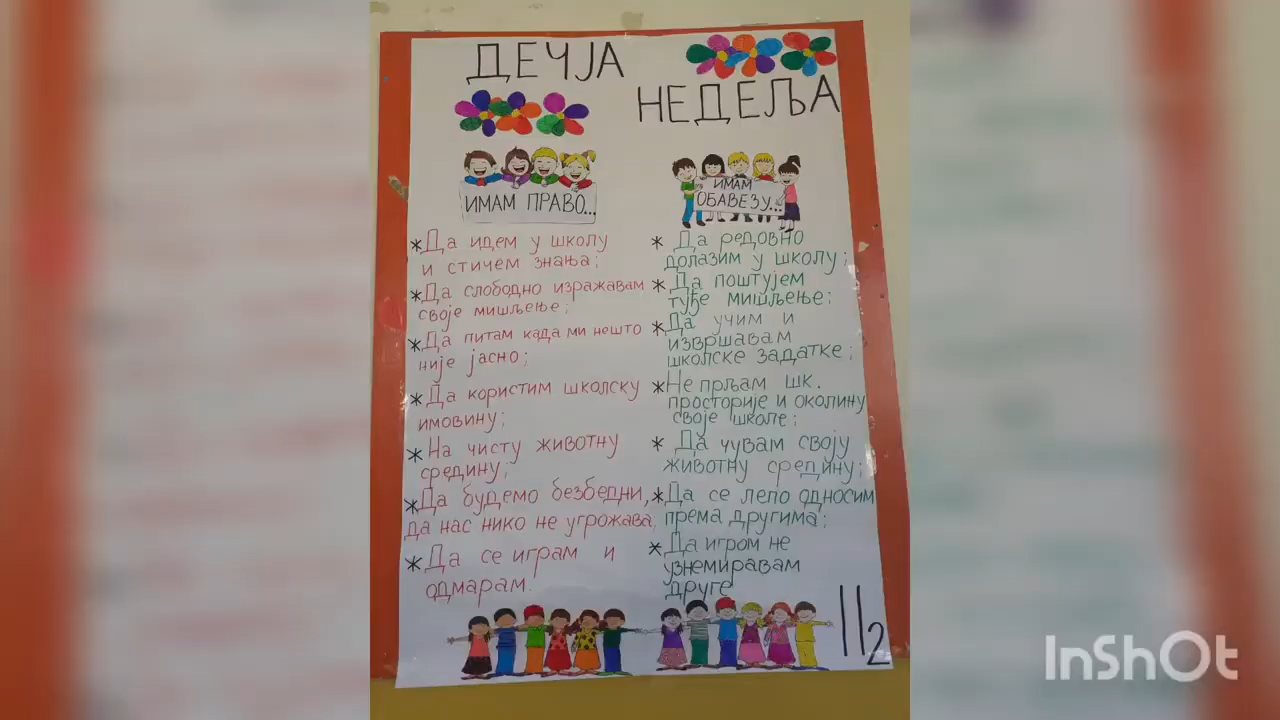 ДЕЧЈА
НЕДЕЉА
ИМАМ ПРАВО...
*Да идем у школу
и стичем знања;
*Да слободно изражавам
своје мишљење;
*Да питам када ми нешто
није јасно;
*Да користим школску
имовину;
*На чисту животну
средину;
*Да будемо безбедни,
да нас нико не угрожава;
*Да се играм и
одмарам.
ИМАМ
ОБАВЕЗУ...
* Да редовно
долазим у школу;
*Да поштујем
туђе мишљење;
*Да учим и
извршавам
школске задатке;
*Не прљам шк.
просторије и околину
своје школе;
* Да чувам своју
животну средину;
*Да се лепо односим
према другима;
*Да игром не
узнемиравам
друге
II2
InShOt